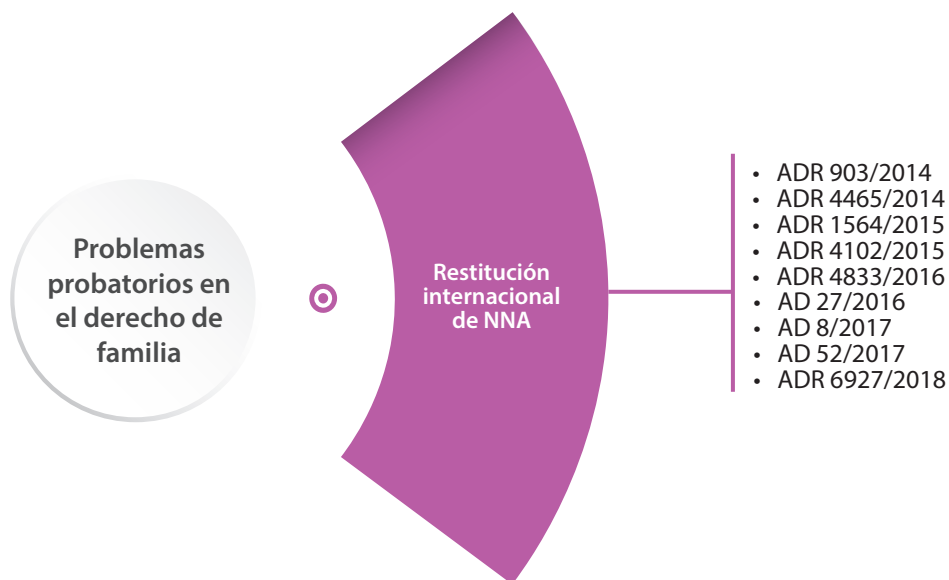 Problemas
probatorios en
el derecho de
familia
Restitución
internacional
de NNA
• ADR 903/2014
• ADR 4465/2014
• ADR 1564/2015
• ADR 4102/2015
• ADR 4833/2016
• AD 27/2016
• AD 8/2017
• AD 52/2017
• ADR 6927/2018